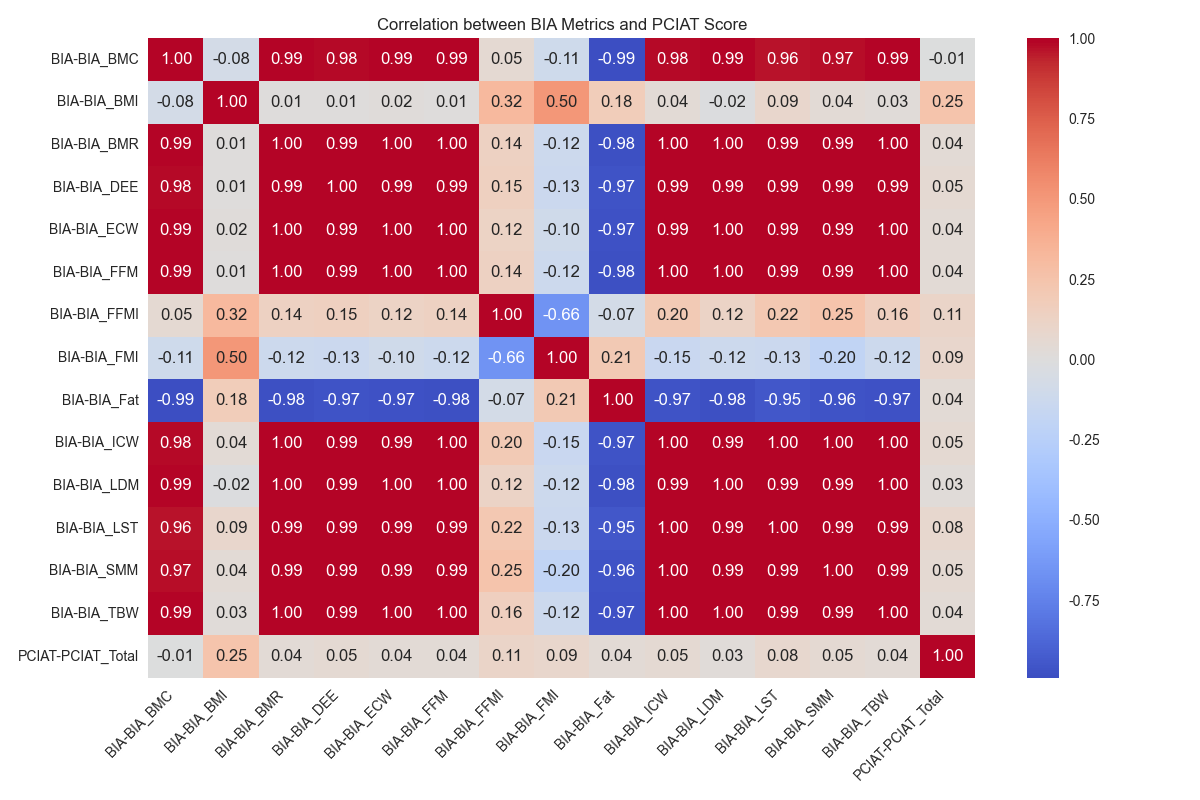 Correlation between BIA Metrics and PCIAT Score
BIA-BIA_BMC 1.00 -0.08 0.99 0.98 0.99 0.99 0.05 -0.11 -0.99 0.98 0.99 0.96 0.97 0.99 -0.01
BIA-BIA_BMI -0.08 1.00 0.01 0.01 0.02 0.01 0.32 0.50 0.18 0.04 -0.02 0.09 0.04 0.03 0.25
BIA-BIA_BMR 0.99 0.01 1.00 0.99 1.00 1.00 0.14 -0.12 -0.98 1.00 1.00 0.99 0.99 1.00 0.04
BIA-BIA_DEE 0.98 0.01 0.99 1.00 0.99 0.99 0.15 -0.13 -0.97 0.99 0.99 0.99 0.99 0.99 0.05
BIA-BIA_ECW 0.99 0.02 1.00 0.99 1.00 1.00 0.12 -0.10 -0.97 0.99 1.00 0.99 0.99 1.00 0.04
BIA-BIA_FFM 0.99 0.01 1.00 0.99 1.00 1.00 0.14 -0.12 -0.98 1.00 1.00 0.99 0.99 1.00 0.04
BIA-BIA_FFMI 0.05 0.32 0.14 0.15 0.12 0.14 1.00 -0.66 -0.07 0.20 0.12 0.22 0.25 0.16 0.11
BIA-BIA_FMI -0.11 0.50 -0.12 -0.13 -0.10 -0.12 -0.66 1.00 0.21 -0.15 -0.12 -0.13 -0.20 -0.12 0.09
BIA-BIA_Fat -0.99 0.18 -0.98 -0.97 -0.97 -0.98 -0.07 0.21 1.00 -0.97 -0.98 -0.95 -0.96 -0.97 0.04
BIA-BIA_ICW 0.98 0.04 1.00 0.99 0.99 1.00 0.20 -0.15 -0.97 1.00 0.99 1.00 1.00 1.00 0.05
BIA-BIA_LDM 0.99 -0.02 1.00 0.99 1.00 1.00 0.12 -0.12 -0.98 0.99 1.00 0.99 0.99 1.00 0.03
BIA-BIA_LST 0.96 0.09 0.99 0.99 0.99 0.99 0.22 -0.13 -0.95 1.00 0.99 1.00 0.99 0.99 0.08
BIA-BIA_SMM 0.97 0.04 0.99 0.99 0.99 0.99 0.25 -0.20 -0.96 1.00 0.99 0.99 1.00 0.99 0.05
BIA-BIA_TBW 0.99 0.03 1.00 0.99 1.00 1.00 0.16 -0.12 -0.97 1.00 1.00 0.99 0.99 1.00 0.04
PCIAT-PCIAT_Total -0.01 0.25 0.04 0.05 0.04 0.04 0.11 0.09 0.04 0.05 0.03 0.08 0.05 0.04 1.00
BIA-BIA_BMC
BIA-BIA_BMI
BIA-BIA_BMR
BIA-BIA_DEE
BIA-BIA_ECW
BIA-BIA_FFM
BIA-BIA_FFMI
BIA-BIA_FMI
BIA-BIA_Fat
BIA-BIA_ICW
BIA-BIA_LDM
BIA-BIA_LST
BIA-BIA_SMM
BIA-BIA_TBW
PCIAT-PCIAT_Total
1.00
0.75
0.50
0.25
0.00
-0.25
-0.50
-0.75